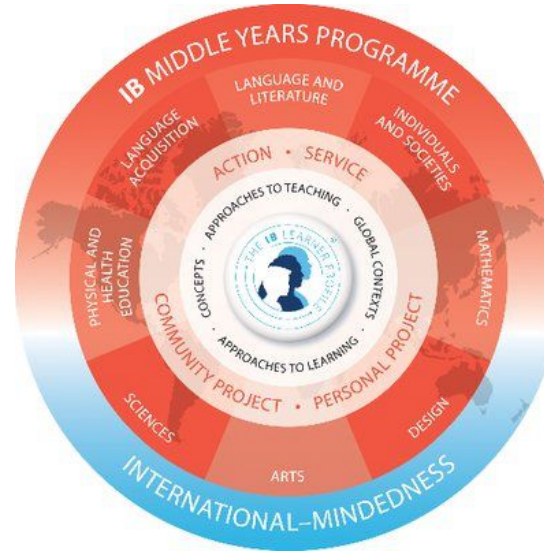 IB MIDDLE YEARS PROGRAMME
LANGUAGE AND
LITERATURE
LANGUAGE
ACQUISITION
INDIVIDUALS
AND SOCIETIES
PHYSICAL AND
HEALTH
EDUCATION
MATHEMATICS
SCIENCES
DESIGN
ARTS
ACTION • SERVICE
COMMUNITY PROJECT • PERSONAL PROJECT
APPROACHES TO TEACHING •
GLOBAL CONTEXTS
CONCEPTS •
• APPROACHES TO LEARNING •
THE IB LEARNER PROFILE
INTERNATIONAL–MINDEDNESS